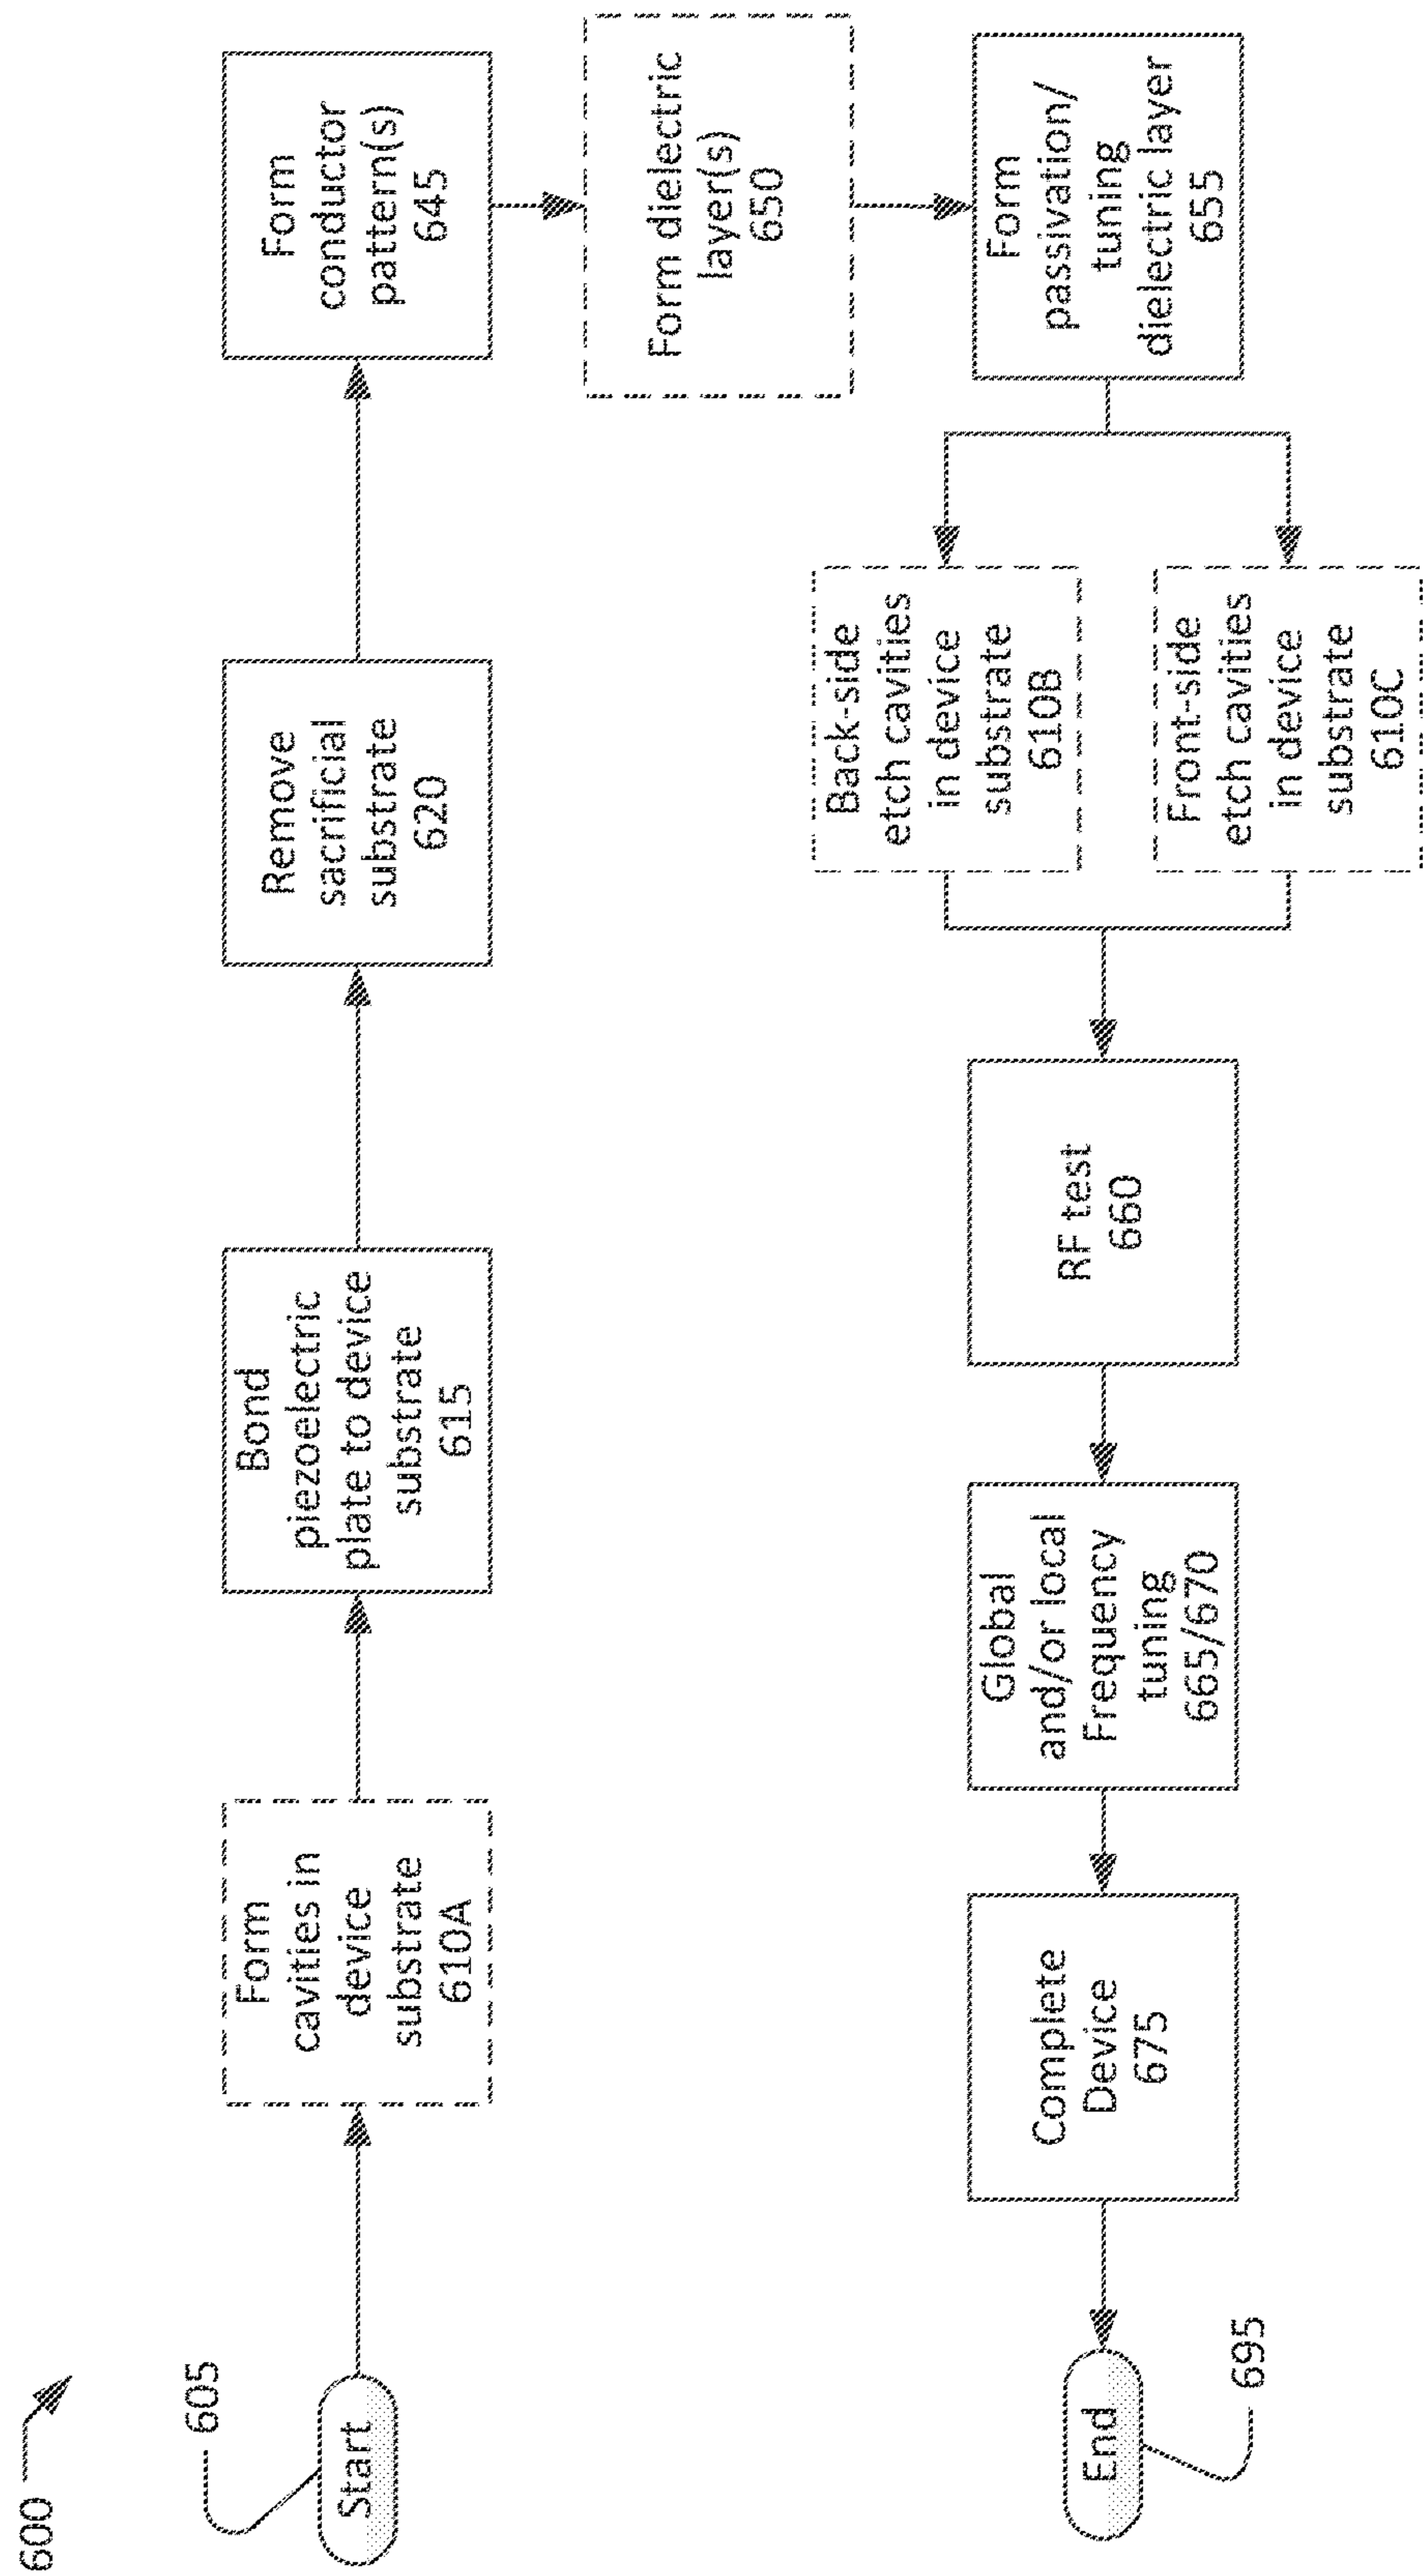 600
605
Start
Form
cavities in
device
substrate
610A
Bond
piezoelectric
plate to device
substrate
615
Remove
sacrificial
substrate
620
Form
conductor
pattern(s)
645
Form dielectric
layer(s)
650
Form
passivation/
tuning
dielectric layer
655
Back-side
etch cavities
in device
substrate
610B
Front-side
etch cavities
in device
substrate
610C
RF test
660
Global
and/or local
Frequency
tuning
665/670
Complete
Device
675
End
695